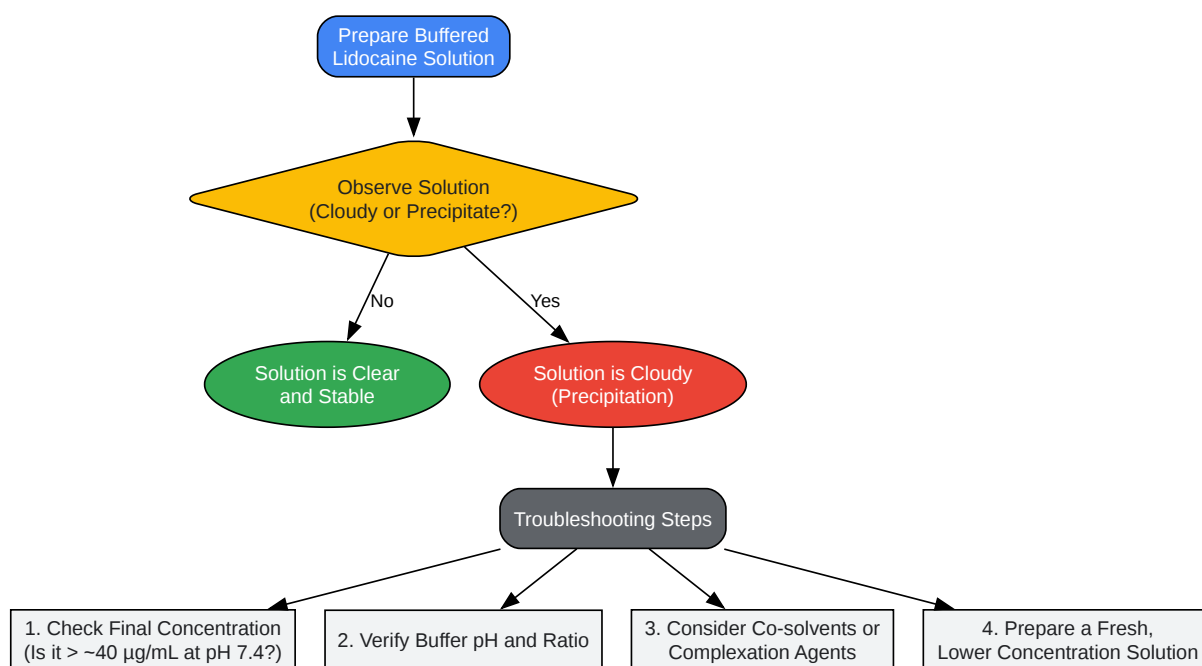 Prepare Buffered
Lidocaine Solution
Observe Solution
(Cloudy or Precipitate?)
No
Yes
Solution is Clear
and Stable
Solution is Cloudy
(Precipitation)
Troubleshooting Steps
1. Check Final Concentration
(Is it > ~40 µg/mL at pH 7.4?)
2. Verify Buffer pH and Ratio
3. Consider Co-solvents or
Complexation Agents
4. Prepare a Fresh,
Lower Concentration Solution